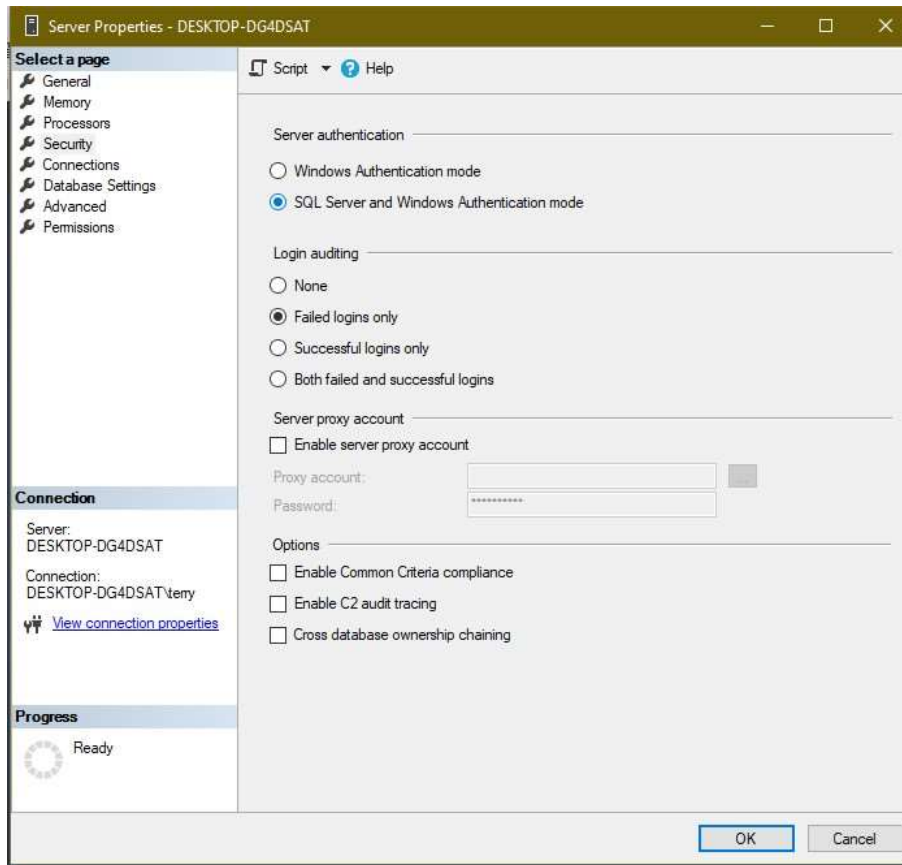 Server Properties - DESKTOP-DG4DSAT
Select a page
General
Memory
Processors
Security
Connections
Database Settings
Advanced
Permissions
Script
Help
Server authentication
Windows Authentication mode
SQL Server and Windows Authentication mode
Login auditing
None
Failed logins only
Successful logins only
Both failed and successful logins
Server proxy account
Enable server proxy account
Proxy account:
...
Password:
**********
Options
Enable Common Criteria compliance
Enable C2 audit tracing
Cross database ownership chaining
Connection
Server:
DESKTOP-DG4DSAT
Connection:
DESKTOP-DG4DSAT\terry
View connection properties
Progress
Ready
OK
Cancel